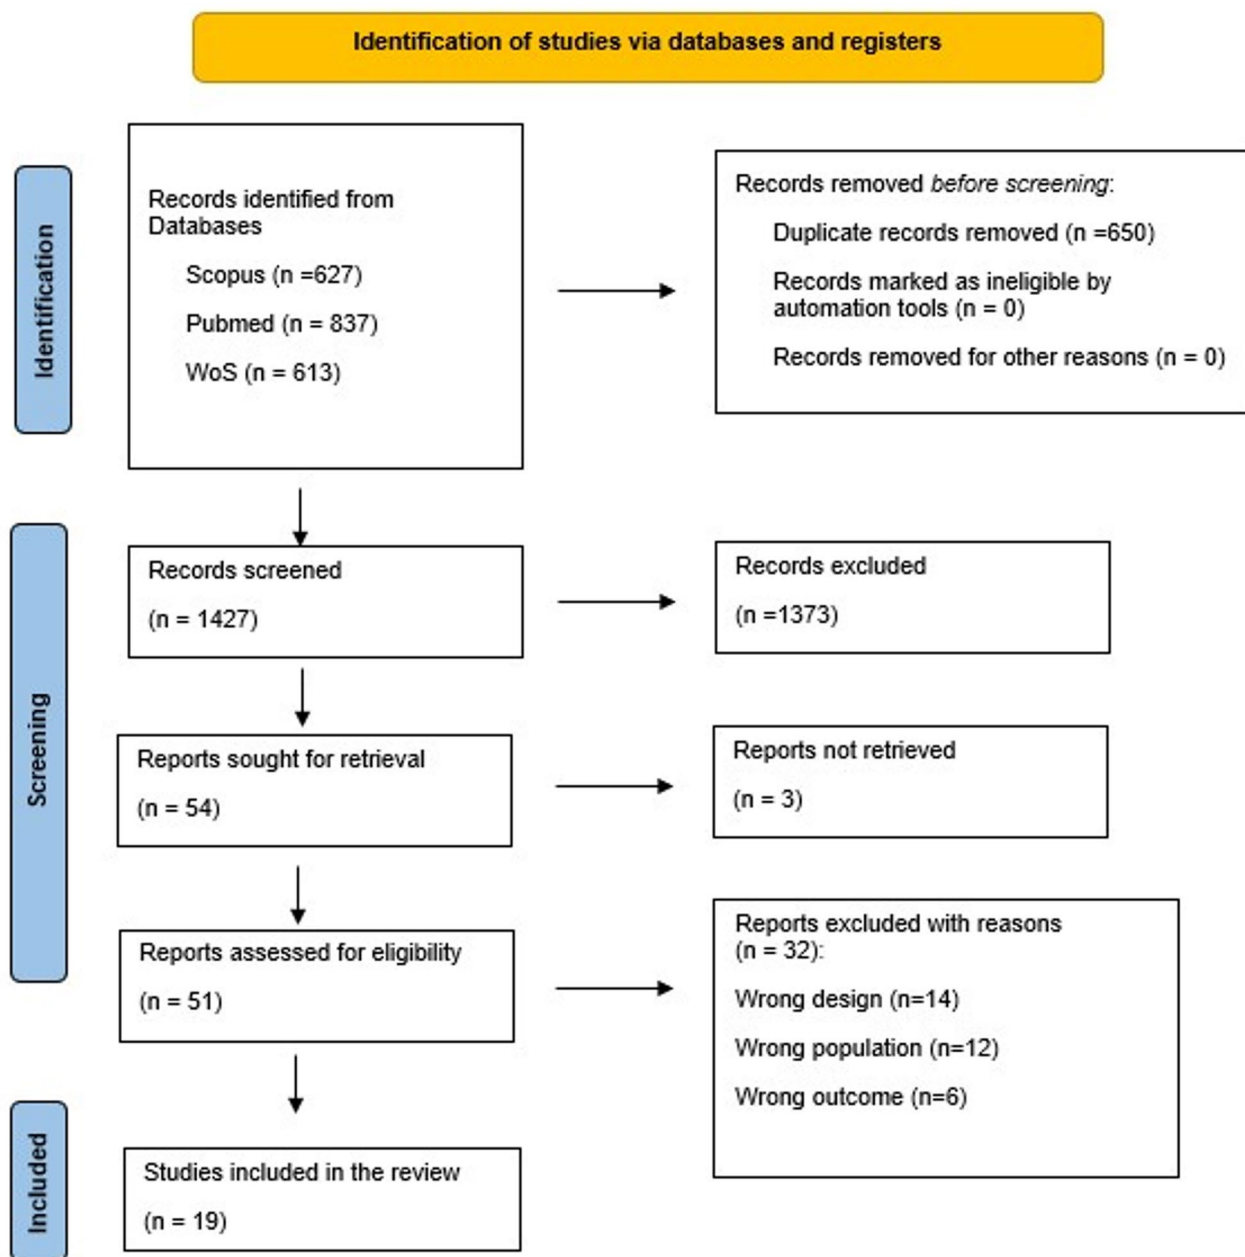 Identification of studies via databases and registers
Identification
Records identified from
Databases
Scopus (n =627)
Pubmed (n = 837)
WoS (n = 613)
Records removed before screening:
Duplicate records removed (n =650)
Records marked as ineligible by
automation tools (n = 0)
Records removed for other reasons (n = 0)
Screening
Records screened
(n = 1427)
Records excluded
(n =1373)
Reports sought for retrieval
(n = 54)
Reports not retrieved
(n = 3)
Reports assessed for eligibility
(n = 51)
Reports excluded with reasons
(n = 32):
Wrong design (n=14)
Wrong population (n=12)
Wrong outcome (n=6)
Included
Studies included in the review
(n = 19)